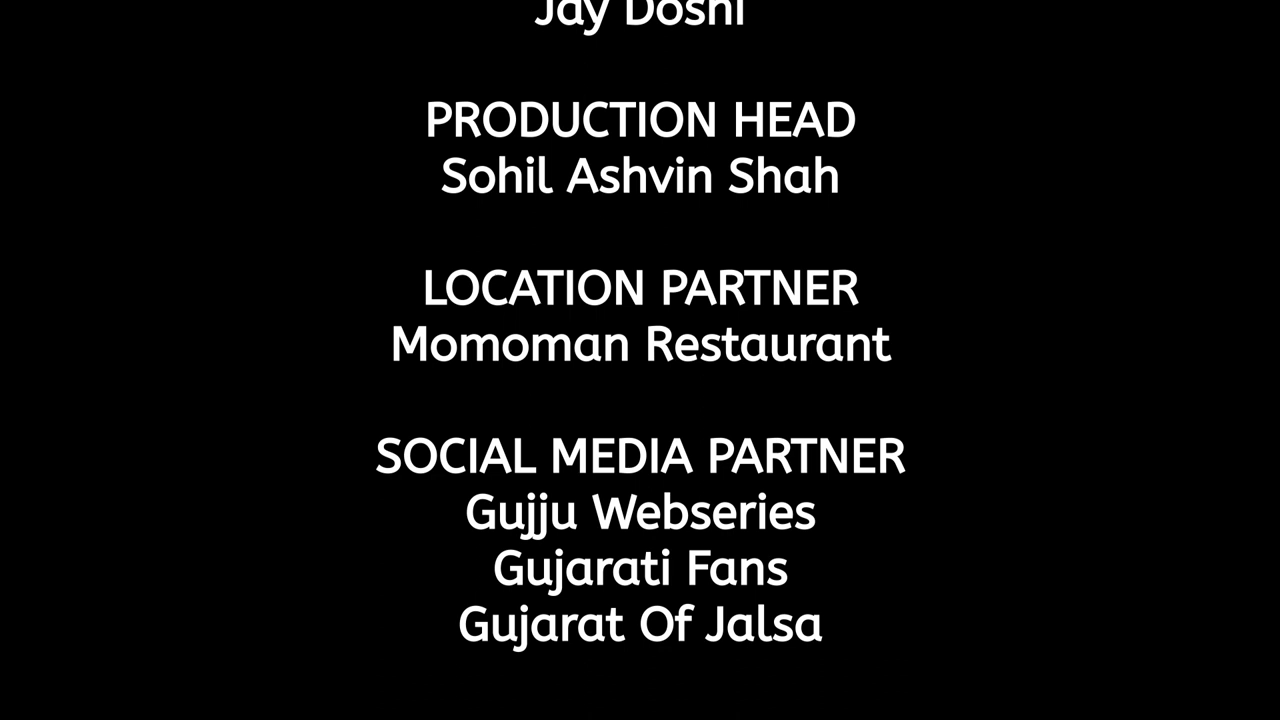 Jay Doshi
PRODUCTION HEAD
Sohil Ashvin Shah
LOCATION PARTNER
Momoman Restaurant
SOCIAL MEDIA PARTNER
Gujju Webseries
Gujarati Fans
Gujarat Of Jalsa